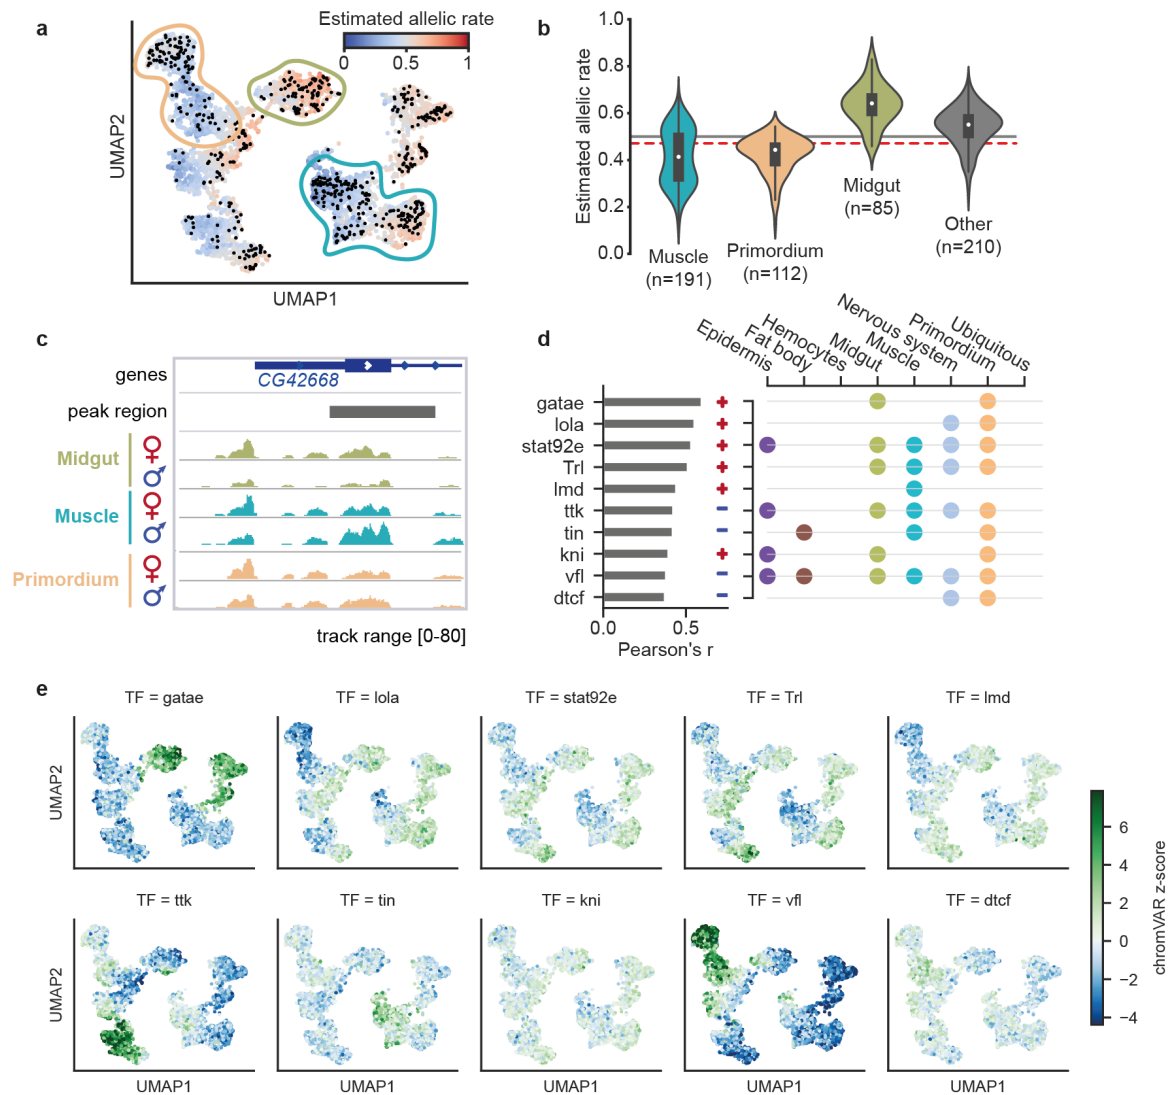 a
Estimated allelic rate
0
0.5
1
UMAP2
UMAP1
b
Estimated allelic rate
1.0
0.8
0.6
0.4
0.2
0.0
Muscle
(n=191)
Primordium
(n=112)
Midgut
(n=85)
Other
(n=210)
c
genes
CG42668
peak region
Midgut
♀
♂
Muscle
♀
♂
Primordium
♀
♂
track range [0-80]
d
Epidermis
Fat body
Hemocytes
Midgut
Muscle
Nervous system
Primordium
Ubiquitous
gatae +
lola +
stat92e +
Trl +
lmd +
ttk −
tin −
kni +
vfl −
dtcf −
0.0
0.5
Pearson's r
e
TF = gatae
TF = lola
TF = stat92e
TF = Trl
TF = lmd
UMAP2
TF = ttk
TF = tin
TF = kni
TF = vfl
TF = dtcf
UMAP2
UMAP1
UMAP1
UMAP1
UMAP1
UMAP1
6
4
2
0
−2
−4
chromVAR z-score